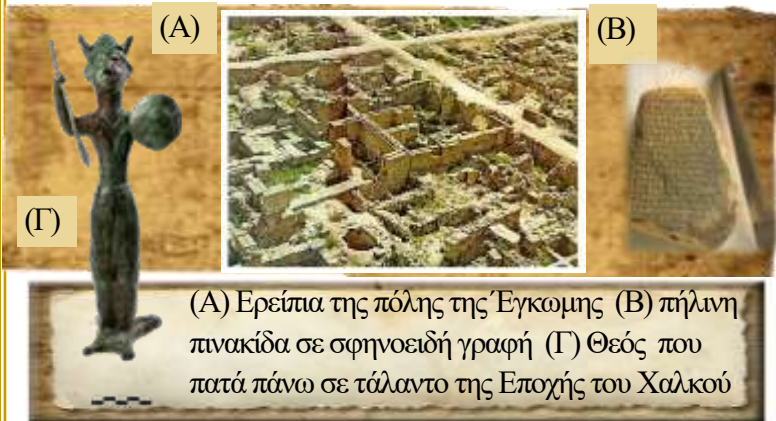 (Α)
(Β)
(Γ)
(Α) Ερείπια της πόλης της Έγκωμης (Β) πήλινη
πινακίδα σε σφηνοειδή γραφή (Γ) Θεός που
πατά πάνω σε τάλαντο της Εποχής του Χαλκού